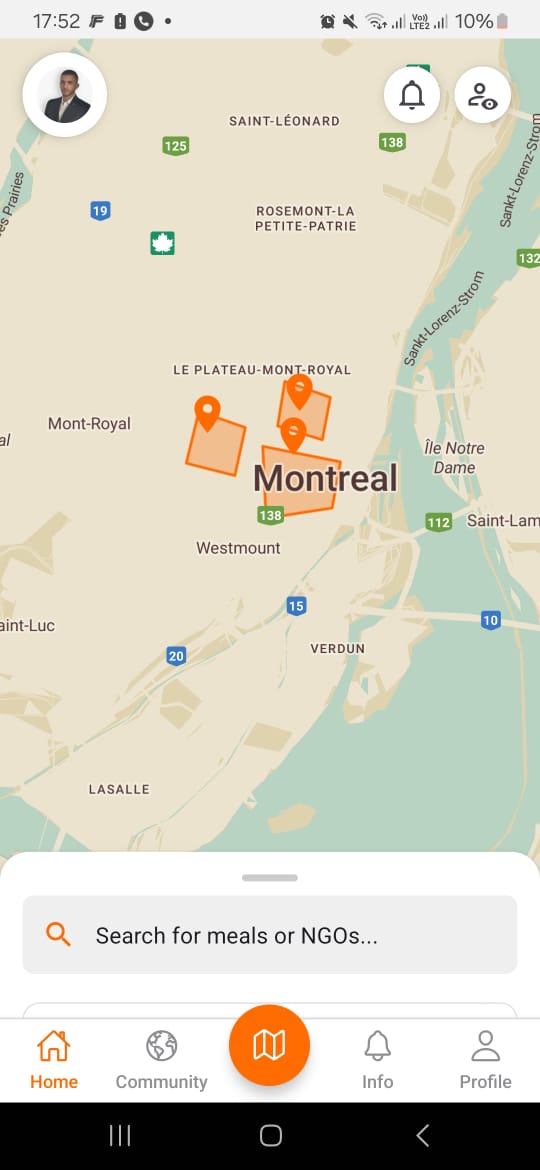 17:52
Vo))
LTE2
10%
SAINT-LÉONARD
125
138
19
ROSEMONT-LA
PETITE-PATRIE
Sankt-Lorenz-Strom
Prairies
132
Sankt-Lorenz-Strom
LE PLATEAU-MONT-ROYAL
Mont-Royal
al
Île Notre
Dame
Montreal
138
112
Saint-Lam
Westmount
15
10
aint-Luc
VERDUN
20
LASALLE
Search for meals or NGOs...
Home
Community
Info
Profile